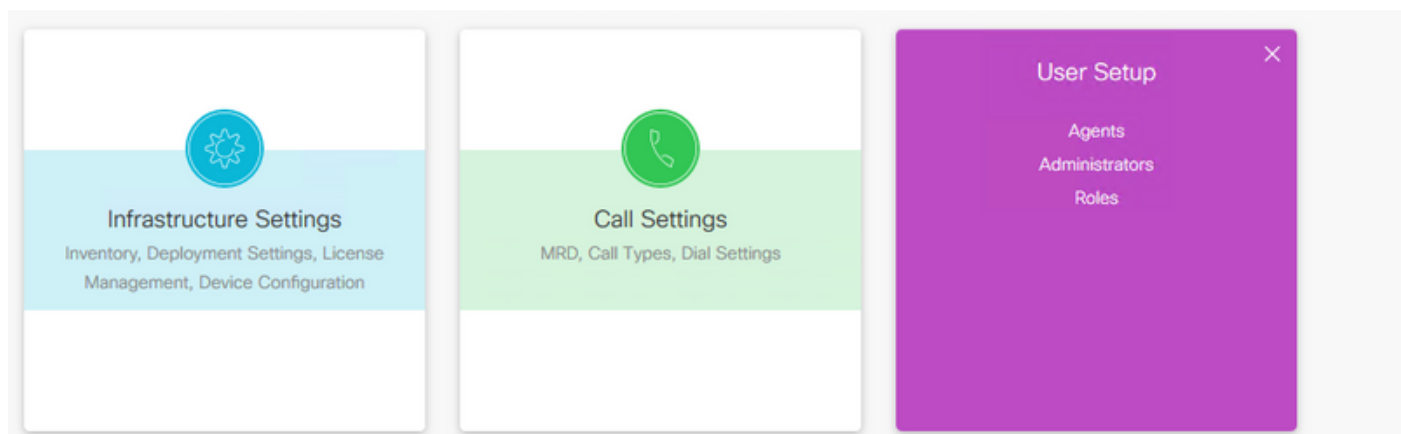 Infrastructure Settings
Inventory, Deployment Settings, License
Management, Device Configuration
Call Settings
MRD, Call Types, Dial Settings
User Setup
Agents
Administrators
Roles